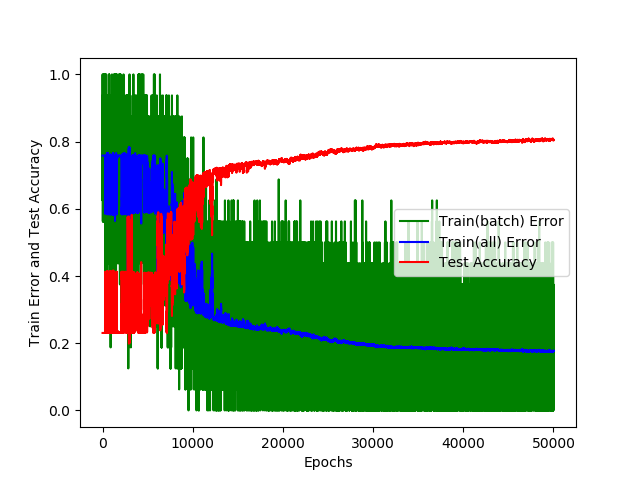 1.0
0.8
0.6
0.4
0.2
0.0
Train Error and Test Accuracy
Train(batch) Error
Train(all) Error
Test Accuracy
0 10000 20000 30000 40000 50000
Epochs